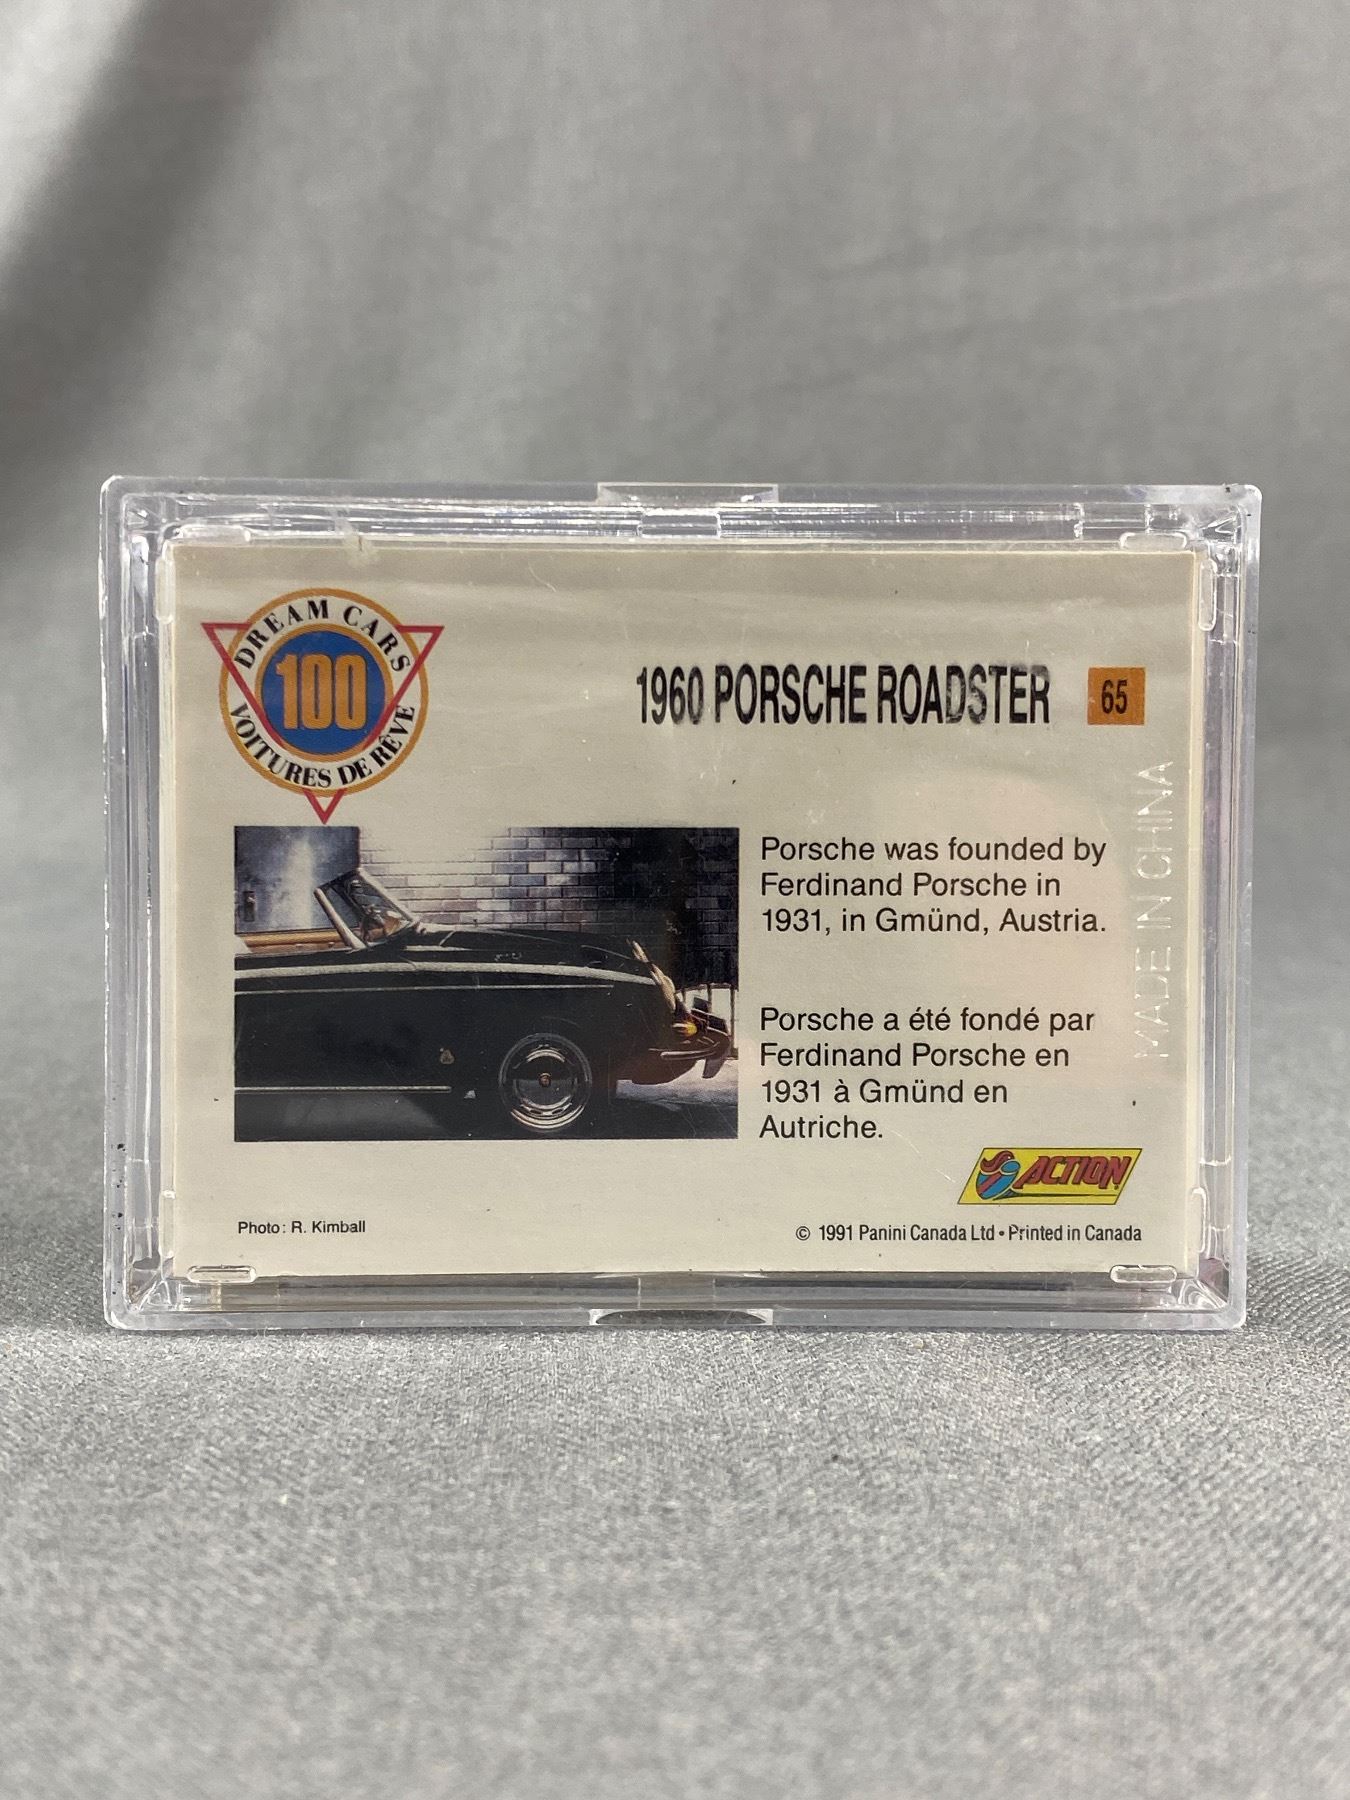 DREAM CARS
100
VOITURES DE RÊVE
1960 PORSCHE ROADSTER
65
Porsche was founded by
Ferdinand Porsche in
1931, in Gmünd, Austria.
Porsche a été fondé par
Ferdinand Porsche en
1931 à Gmünd en
Autriche.
MADE IN CHINA
ACTION
Photo: R. Kimball
© 1991 Panini Canada Ltd • Printed in Canada